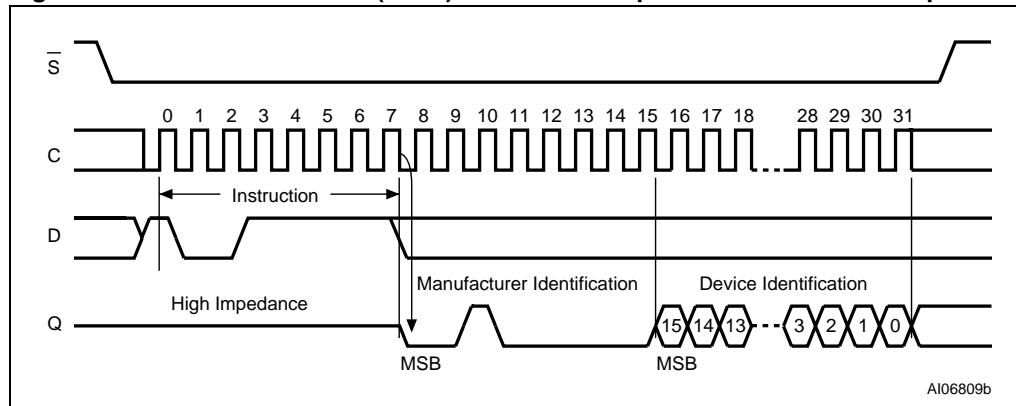 S
0 1 2 3 4 5 6 7 8 9 10 11 12 13 14 15 16 17 18 28 29 30 31
C
Instruction
D
Manufacturer Identification Device Identification
High Impedance
Q 15 14 13 3 2 1 0
MSB MSB
AI06809b